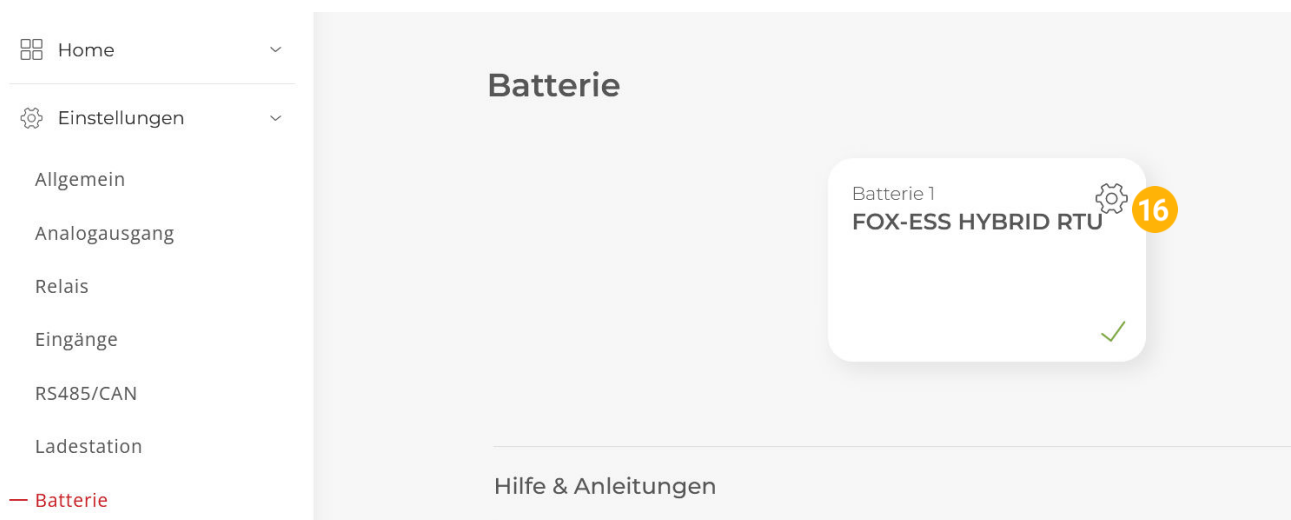 Home
Einstellungen
Allgemein
Analogausgang
Relais
Eingänge
RS485/CAN
Ladestation
Batterie
Batterie
Batterie 1
FOX-ESS HYBRID RTU
16
Hilfe & Anleitungen